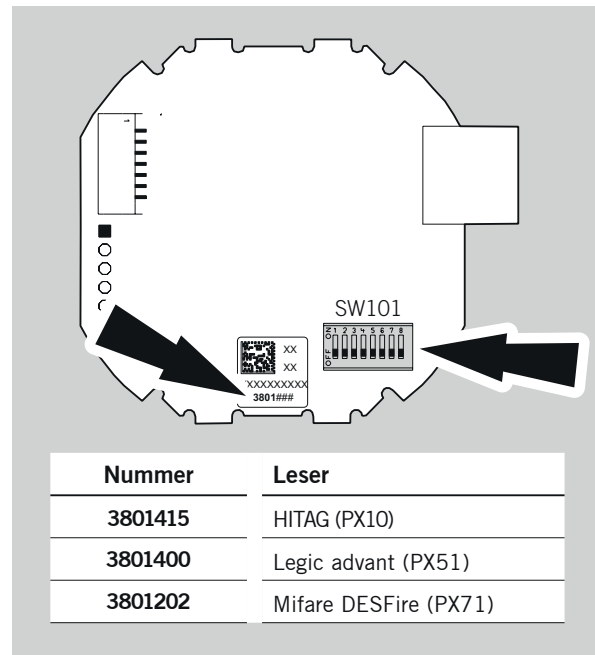 SW101
ON
1 2 3 4 5 6 7 8
OFF
XX
XX
XXXXXXXXX
3801###
Nummer Leser
3801415 HITAG (PX10)
3801400 Legic advant (PX51)
3801202 Mifare DESFire (PX71)